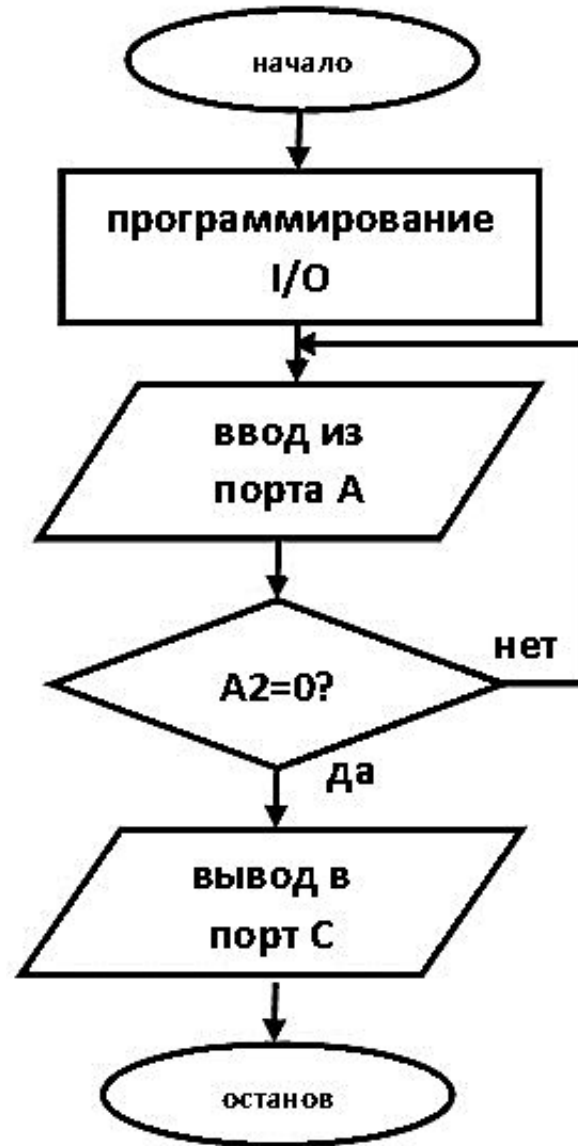 начало
программирование
I/O
ввод из
порта А
А2=0?
нет
да
вывод в
порт С
останов